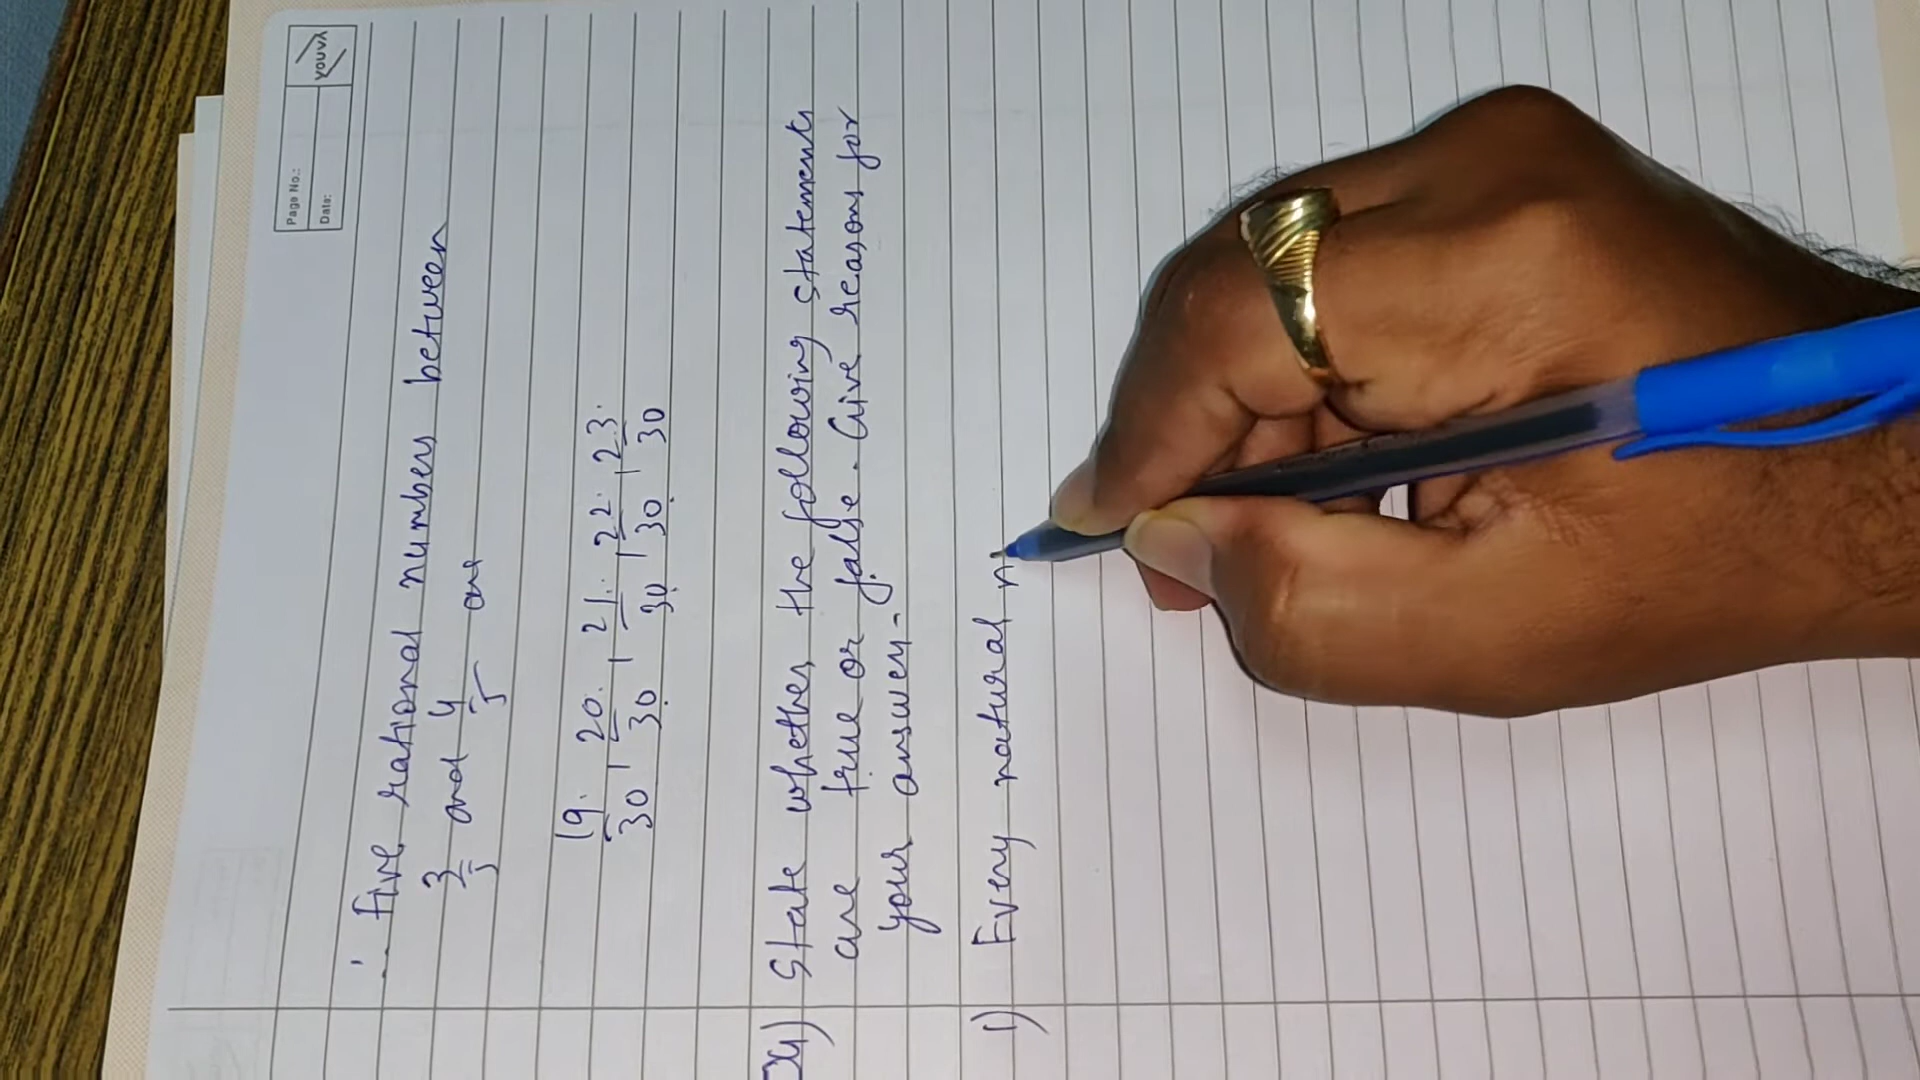 YOUVA
Page No.:
Date:
∴ Five rational numbers between
3/5 and 4/5 are
19/30, 20/30, 21/30, 22/30, 23/30
Q4) State whether the following statements
are true or false. Give reasons for
your answers-
1) Every natural n